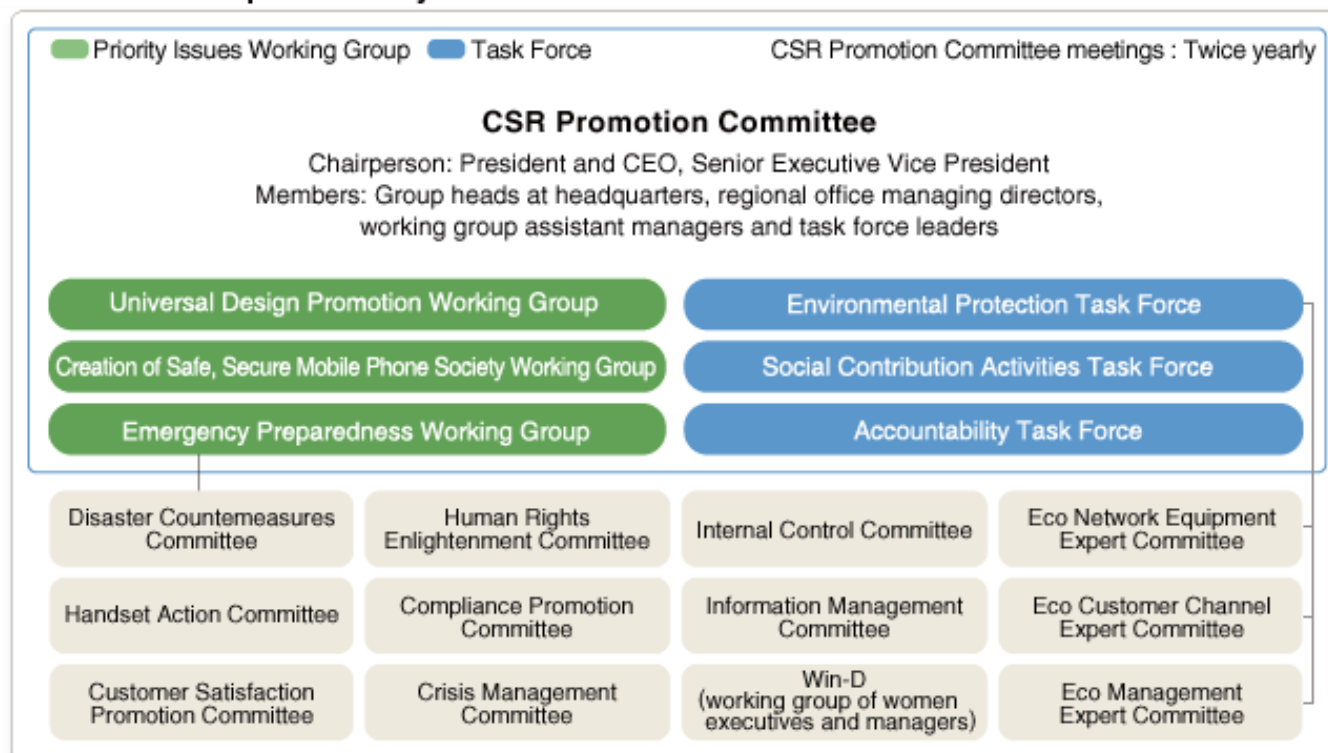 Priority Issues Working Group
Task Force
CSR Promotion Committee meetings : Twice yearly
CSR Promotion Committee
Chairperson: President and CEO, Senior Executive Vice President
Members: Group heads at headquarters, regional office managing directors,
working group assistant managers and task force leaders
Universal Design Promotion Working Group
Environmental Protection Task Force
Creation of Safe, Secure Mobile Phone Society Working Group
Social Contribution Activities Task Force
Emergency Preparedness Working Group
Accountability Task Force
Disaster Countemeasures
Committee
Human Rights
Enlightenment Committee
Internal Control Committee
Eco Network Equipment
Expert Committee
Handset Action Committee
Compliance Promotion
Committee
Information Management
Committee
Eco Customer Channel
Expert Committee
Customer Satisfaction
Promotion Committee
Crisis Management
Committee
Win-D
(working group of women
executives and managers)
Eco Management
Expert Committee